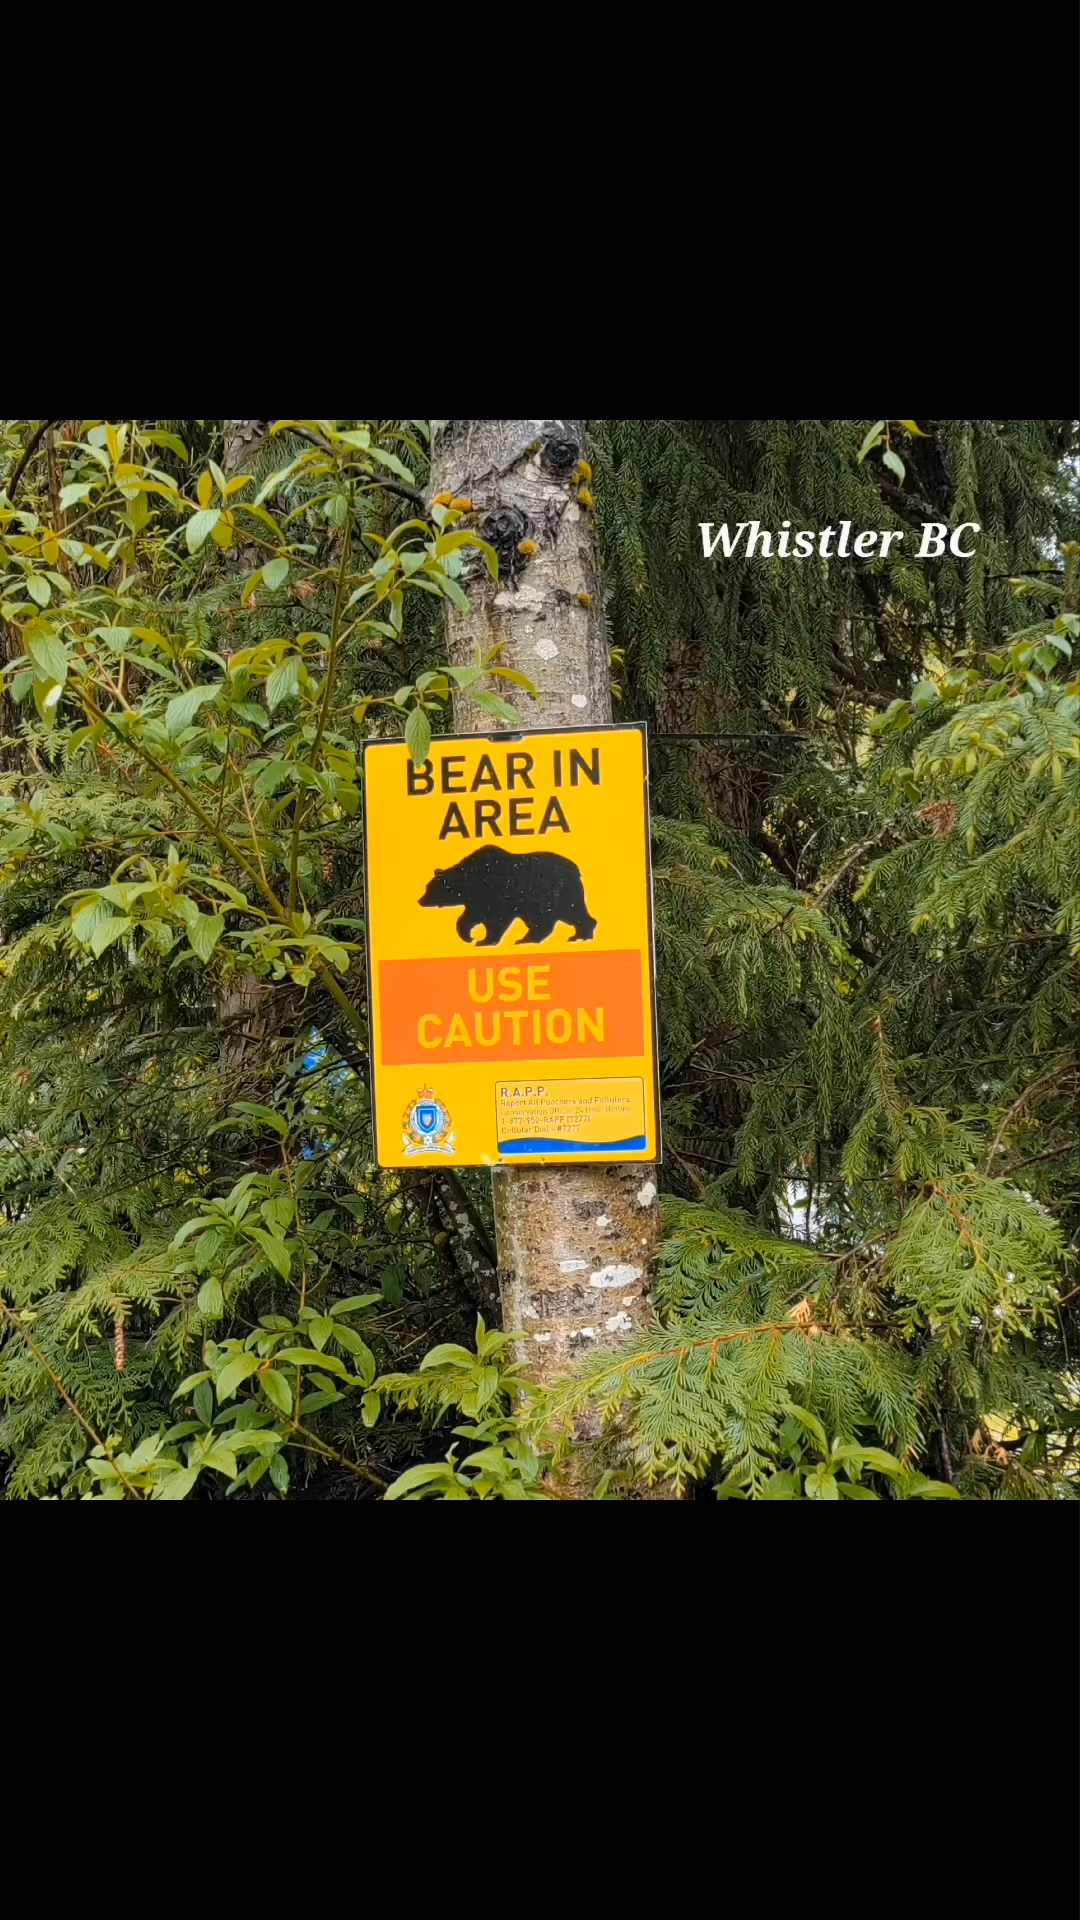 Whistler BC
BEAR IN
AREA
USE
CAUTION
R.A.P.P.
Report All Poachers and Polluters
Conservation Officer 24 Hour Hotline
1-877-952-RAPP (7277)
Cellular Dial - #7277